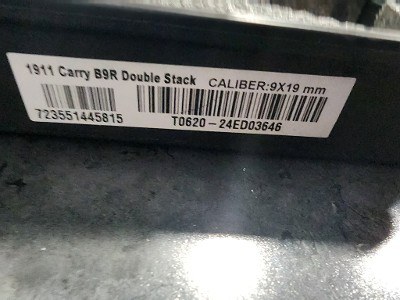 1911 Carry B9R Double Stack CALIBER:9X19 mm
723551445815 T0620-24ED03646